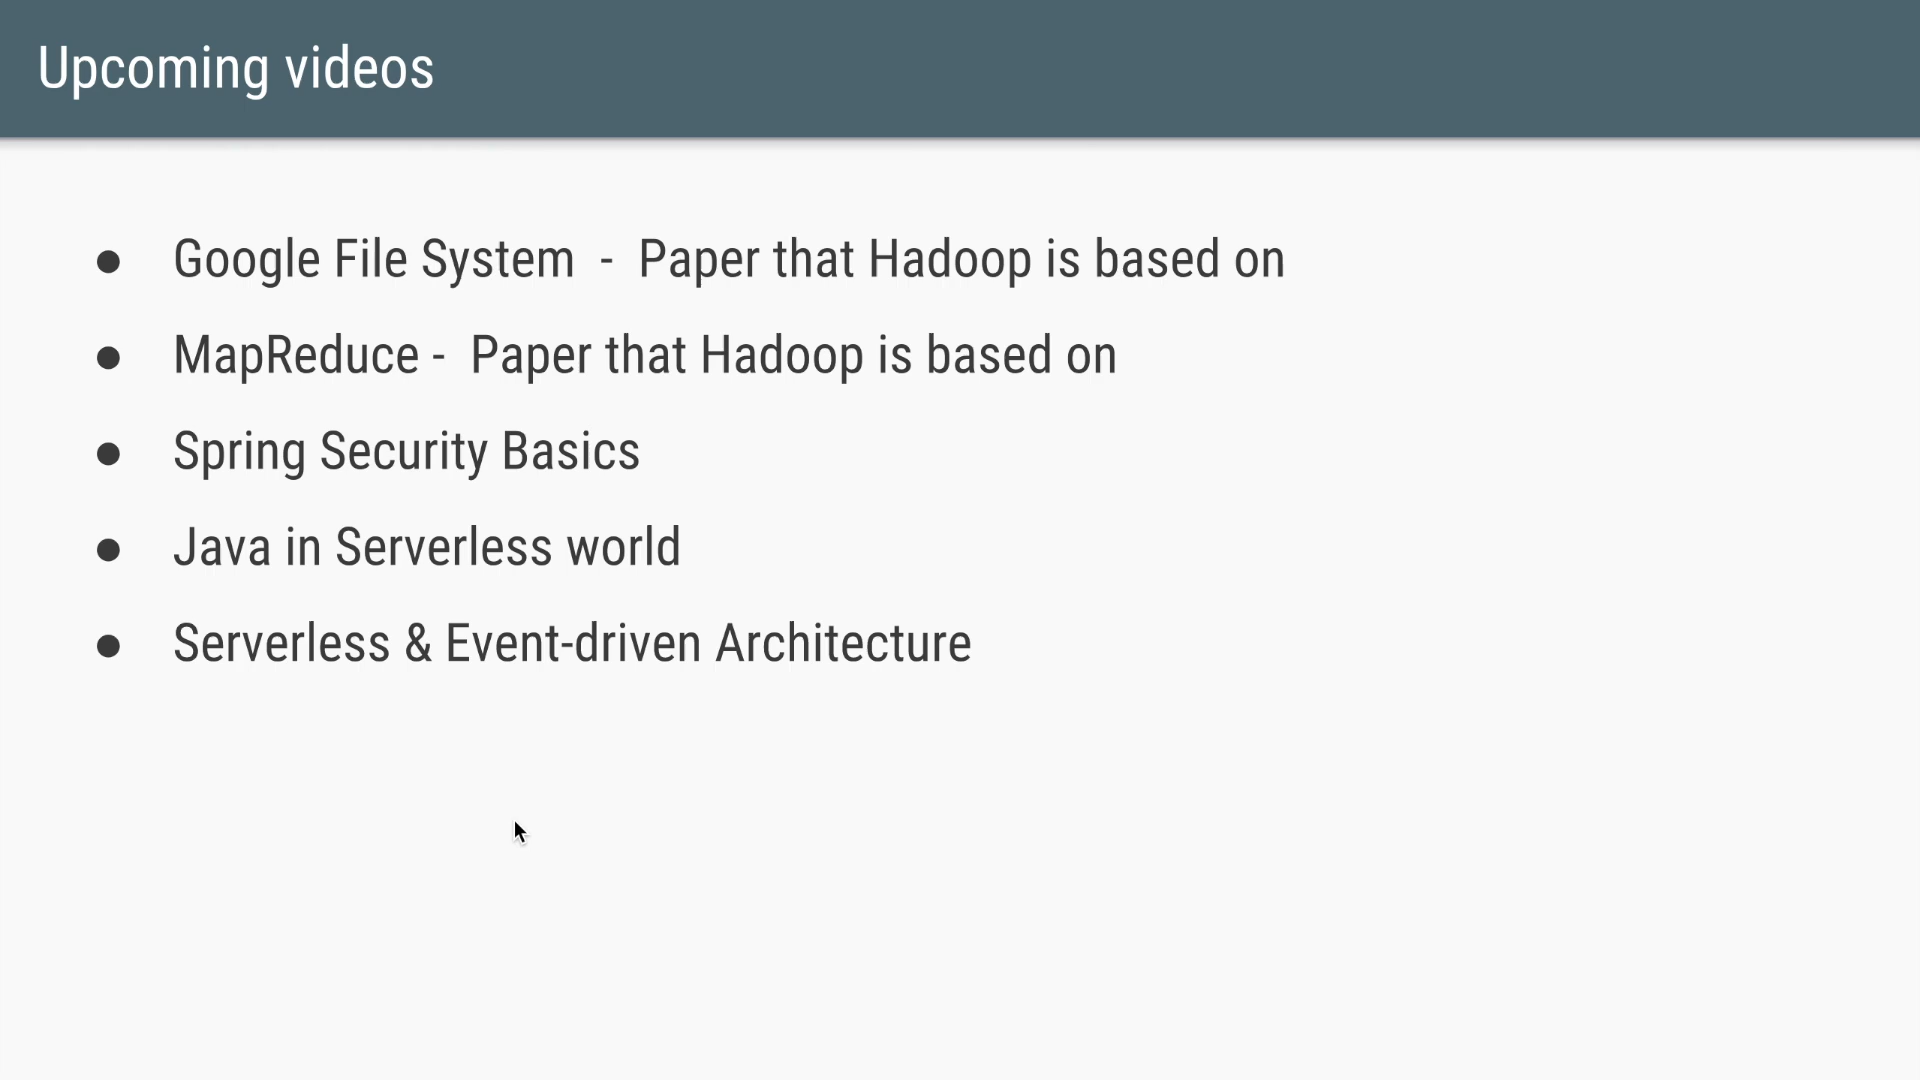 Upcoming videos
● Google File System - Paper that Hadoop is based on
● MapReduce - Paper that Hadoop is based on
● Spring Security Basics
● Java in Serverless world
● Serverless & Event-driven Architecture